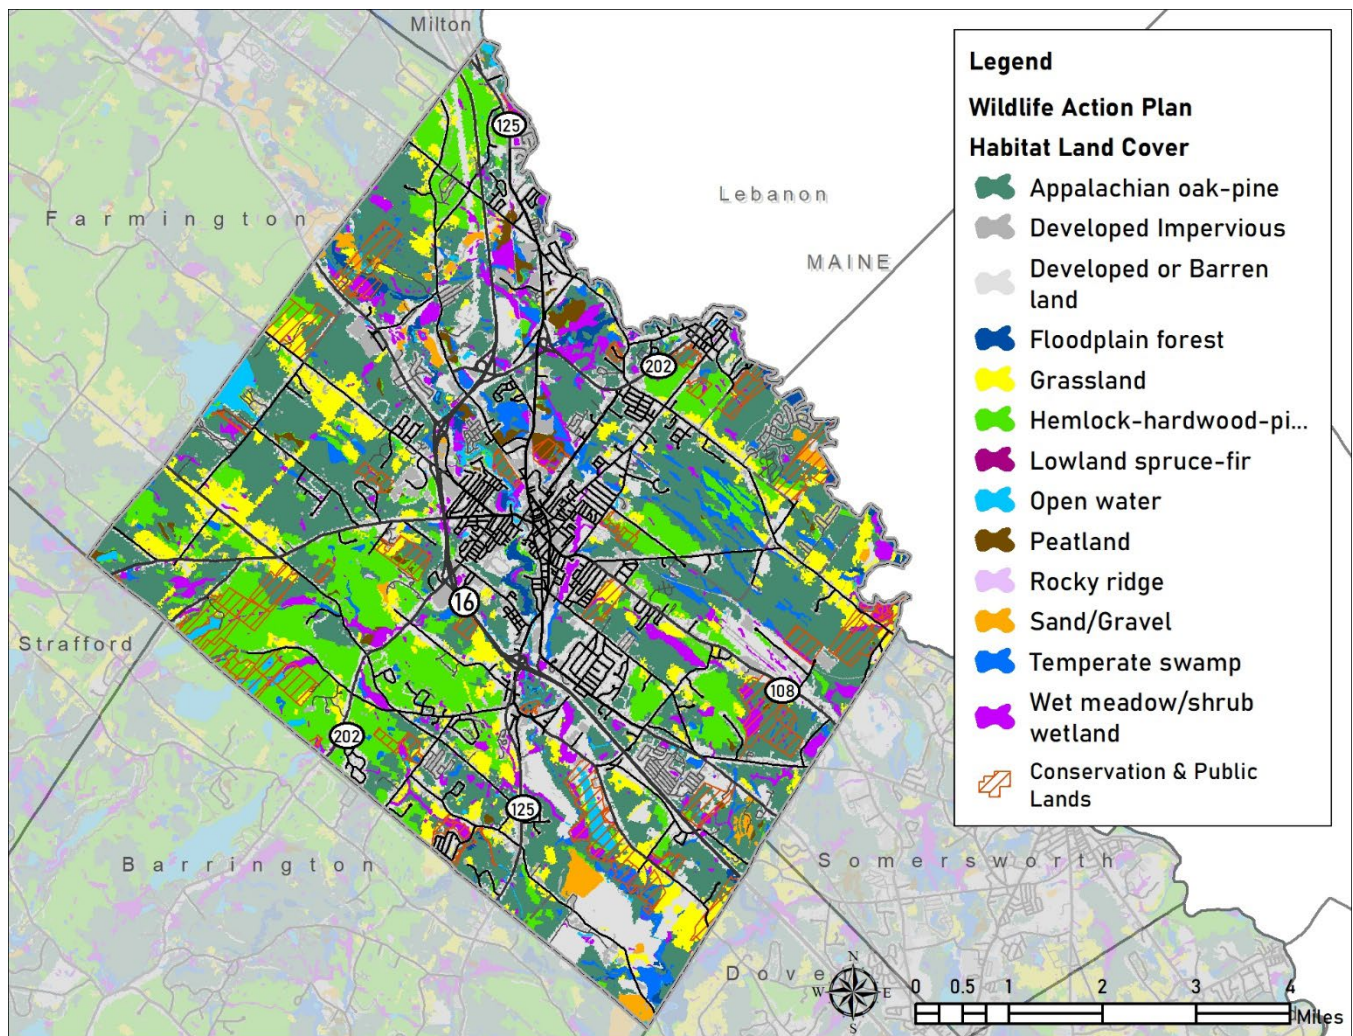 Milton
Legend
Wildlife Action Plan
Habitat Land Cover
Appalachian oak-pine
Developed Impervious
Developed or Barren
land
Floodplain forest
Grassland
Hemlock-hardwood-pi...
Lowland spruce-fir
Open water
Peatland
Rocky ridge
Sand/Gravel
Temperate swamp
Wet meadow/shrub
wetland
Conservation & Public
Lands
125
Lebanon
Farmington
MAINE
202
16
Strafford
108
202
125
Barrington
Somersworth
Dove
N
W E
S
0 0.5 1 2 3 4
Miles